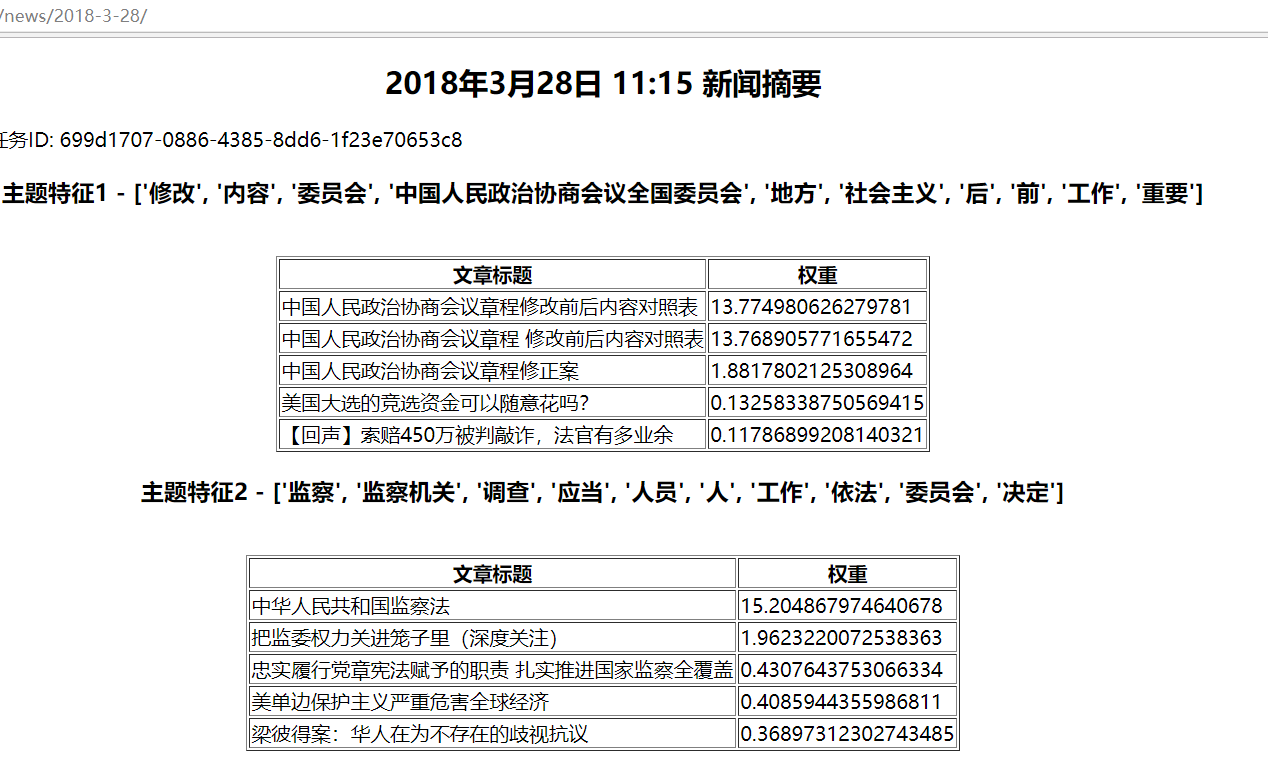 /news/2018-3-28/
2018年3月28日 11:15 新闻摘要
任务ID: 699d1707-0886-4385-8dd6-1f23e70653c8
主题特征1 - ['修改', '内容', '委员会', '中国人民政治协商会议全国委员会', '地方', '社会主义', '后', '前', '工作', '重要']
文章标题 权重
中国人民政治协商会议章程修改前后内容对照表 13.774980626279781
中国人民政治协商会议章程 修改前后内容对照表 13.768905771655472
中国人民政治协商会议章程修正案 1.8817802125308964
美国大选的竞选资金可以随意花吗？ 0.13258338750569415
【回声】索赔450万被判敲诈，法官有多业余 0.11786899208140321
主题特征2 - ['监察', '监察机关', '调查', '应当', '人员', '人', '工作', '依法', '委员会', '决定']
文章标题 权重
中华人民共和国监察法 15.204867974640678
把监委权力关进笼子里（深度关注） 1.9623220072538363
忠实履行党章宪法赋予的职责 扎实推进国家监察全覆盖 0.4307643753066334
美单边保护主义严重危害全球经济 0.4085944355986811
梁彼得案：华人在为不存在的歧视抗议 0.36897312302743485